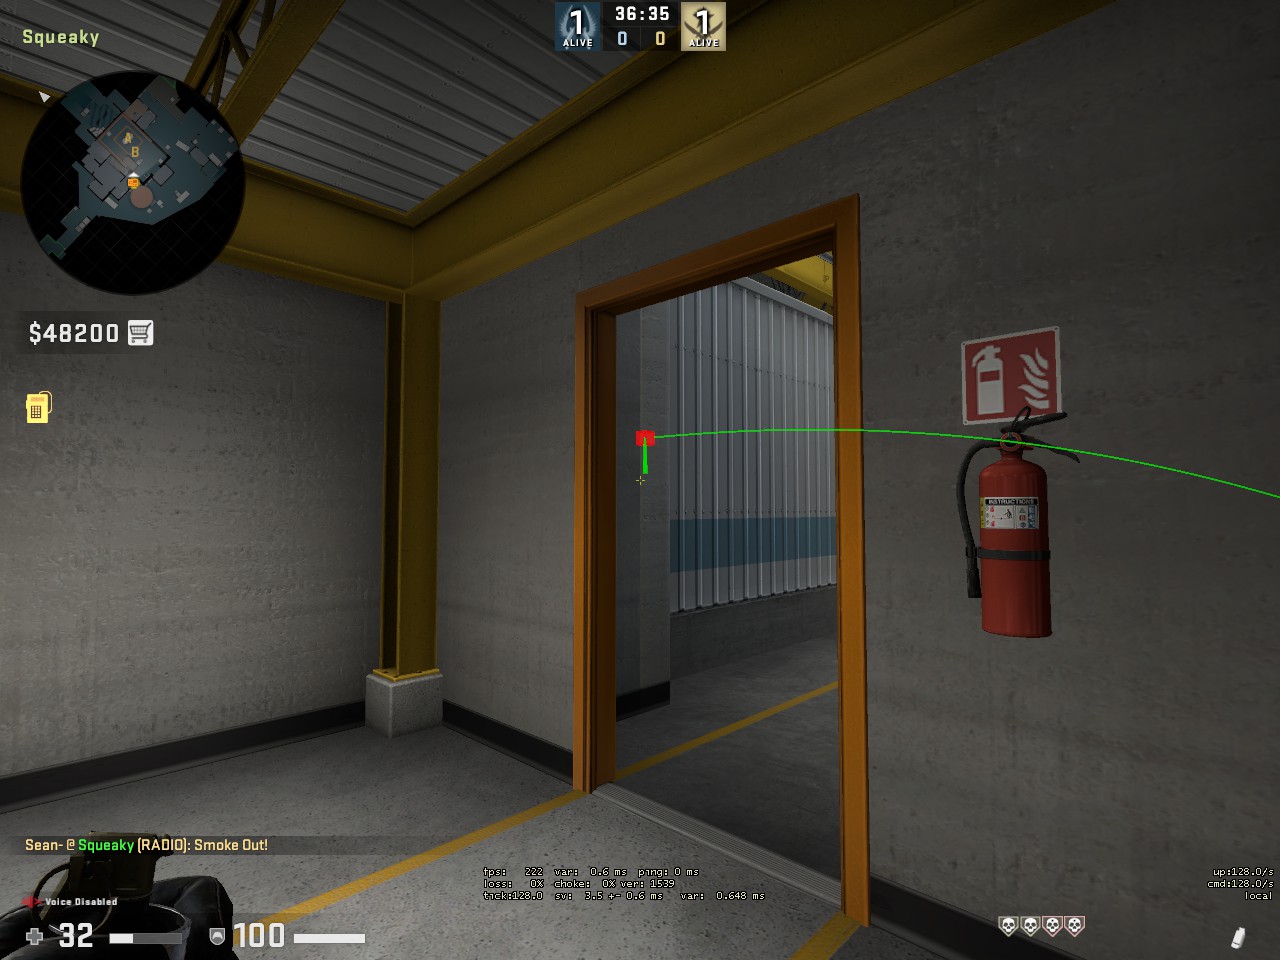 Squeaky
1
ALIVE
36:35
0 0
1
ALIVE
B
$48200
INSTRUCTIONS
Sean- @ Squeaky (RADIO): Smoke Out!
Voice Disabled
32
100
fps: 222 var: 0.6 ms ping: 0 ms
loss: 0% choke: 0% ver: 1539
tick:128.0 sv: 3.5 +- 0.6 ms var: 0.648 ms
up:128.0/s
cmd:128.0/s
local